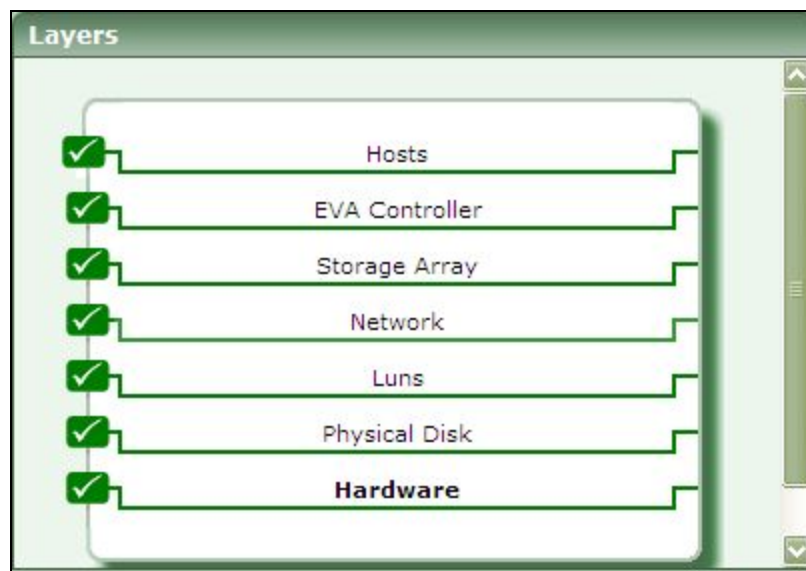 Layers
Hosts
EVA Controller
Storage Array
Network
Luns
Physical Disk
Hardware